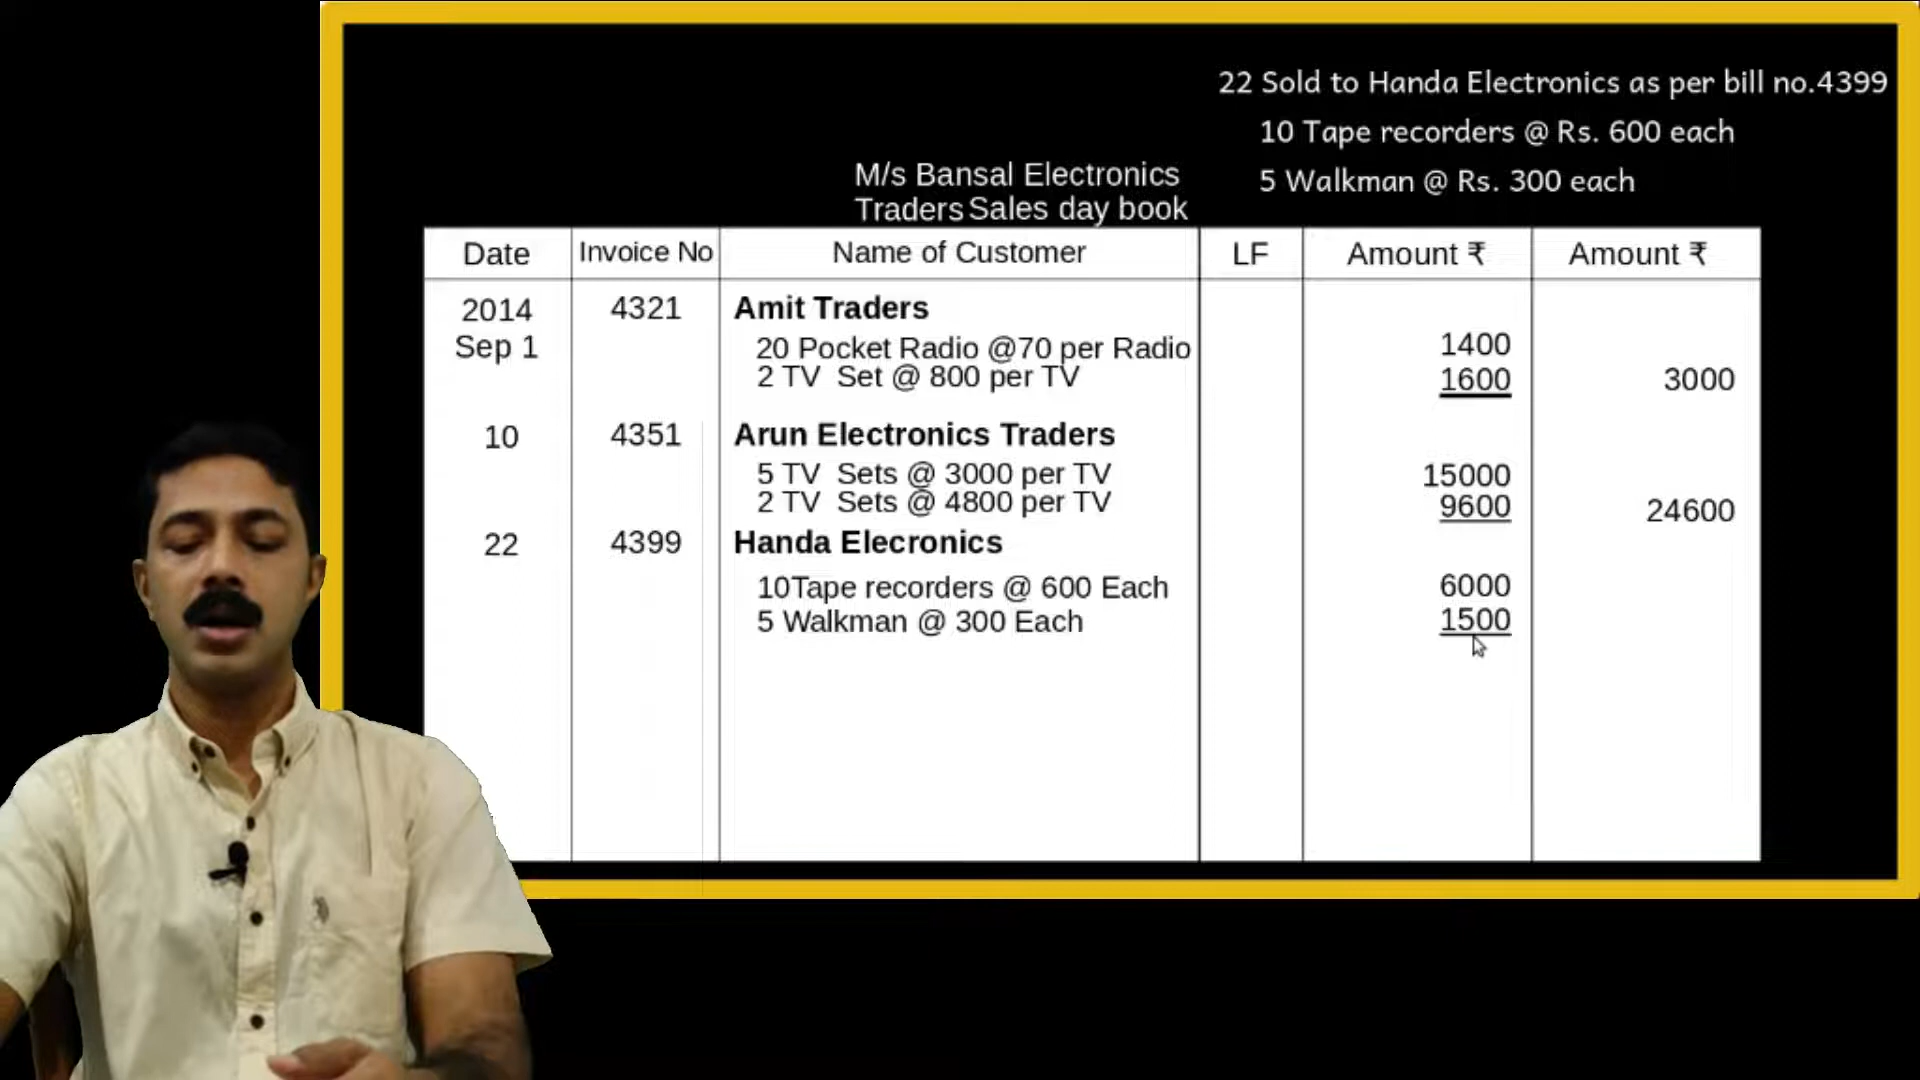 22 Sold to Handa Electronics as per bill no.4399
10 Tape recorders @ Rs. 600 each
5 Walkman @ Rs. 300 each
M/s Bansal Electronics
Traders Sales day book
Date Invoice No Name of Customer LF Amount ₹ Amount ₹
2014 4321 Amit Traders
Sep 1 20 Pocket Radio @70 per Radio 1400
2 TV Set @ 800 per TV 1600 3000
10 4351 Arun Electronics Traders
5 TV Sets @ 3000 per TV 15000
2 TV Sets @ 4800 per TV 9600 24600
22 4399 Handa Elecronics
10Tape recorders @ 600 Each 6000
5 Walkman @ 300 Each 1500